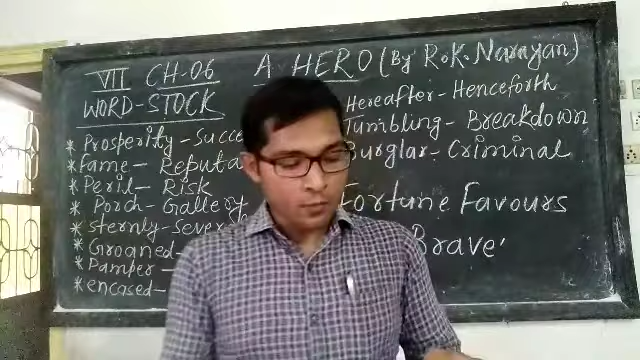 VII CH-06 A HERO (By R.K. Narayan)
WORD-STOCK
* Prosperity - Succe
* Fame - Reputa
* Peril - Risk
* Porch - Gallery
* Sternly - Sever
* Groaned -
* Pamper -
* encased -
Hereafter - Henceforth
Tumbling - Breakdown
Burglar - Criminal
Fortune Favours
Brave'